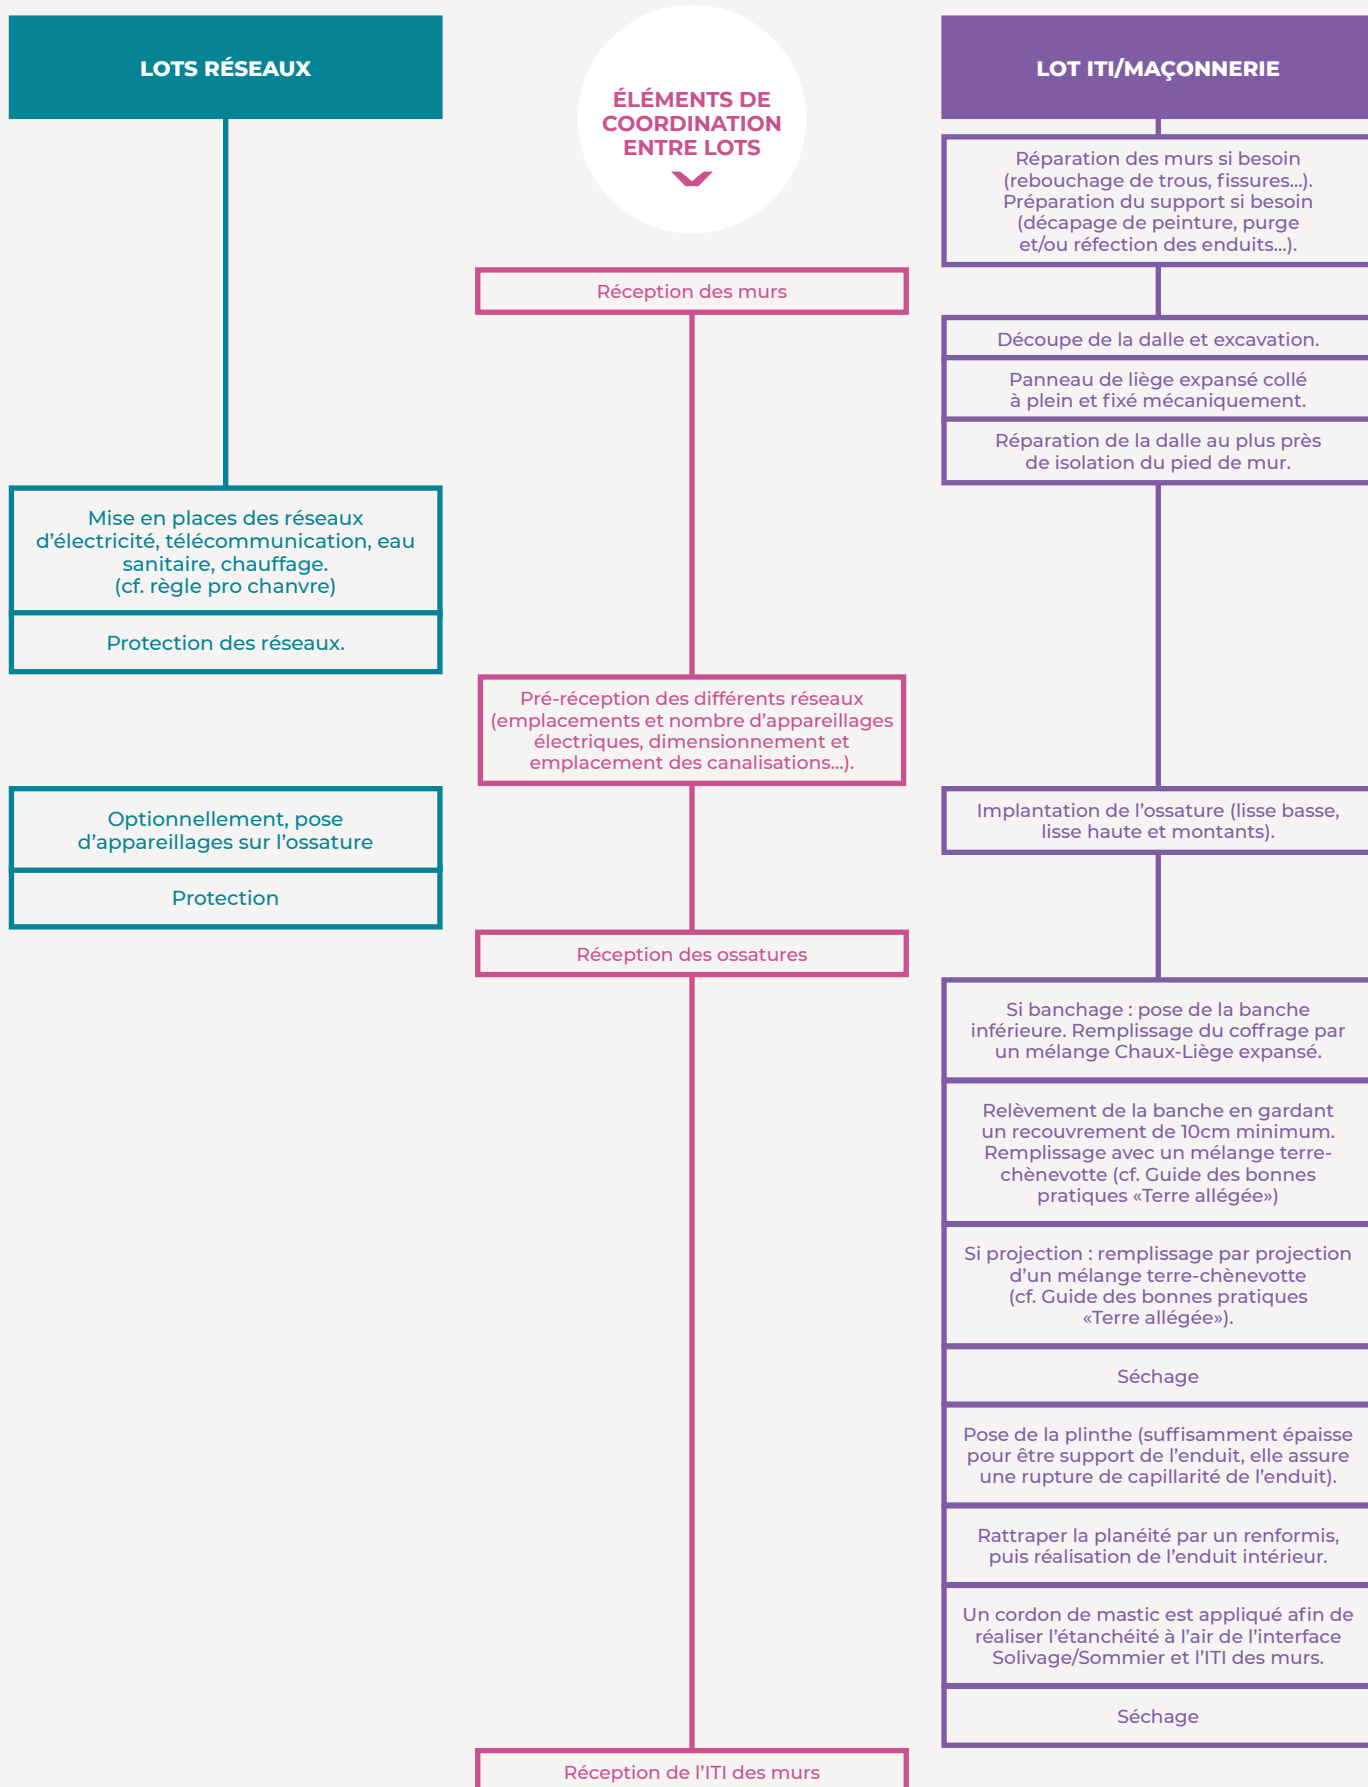 LOTS RÉSEAUX
ÉLÉMENTS DE
COORDINATION
ENTRE LOTS
LOT ITI/MAÇONNERIE
Réparation des murs si besoin
(rebouchage de trous, fissures...).
Préparation du support si besoin
(décapage de peinture, purge
et/ou réfection des enduits...).
Réception des murs
Découpe de la dalle et excavation.
Panneau de liège expansé collé
à plein et fixé mécaniquement.
Réparation de la dalle au plus près
de isolation du pied de mur.
Mise en places des réseaux
d'électricité, télécommunication, eau
sanitaire, chauffage.
(cf. règle pro chanvre)
Protection des réseaux.
Pré-réception des différents réseaux
(emplacements et nombre d'appareillages
électriques, dimensionnement et
emplacement des canalisations...).
Optionnellement, pose
d'appareillages sur l'ossature
Protection
Implantation de l'ossature (lisse basse,
lisse haute et montants).
Réception des ossatures
Si banchage : pose de la banche
inférieure. Remplissage du coffrage par
un mélange Chaux-Liège expansé.
Relèvement de la banche en gardant
un recouvrement de 10cm minimum.
Remplissage avec un mélange terre-
chènevotte (cf. Guide des bonnes
pratiques «Terre allégée»)
Si projection : remplissage par projection
d'un mélange terre-chènevotte
(cf. Guide des bonnes pratiques
«Terre allégée»).
Séchage
Pose de la plinthe (suffisamment épaisse
pour être support de l'enduit, elle assure
une rupture de capillarité de l'enduit).
Rattraper la planéité par un renformis,
puis réalisation de l'enduit intérieur.
Un cordon de mastic est appliqué afin de
réaliser l'étanchéité à l'air de l'interface
Solivage/Sommier et l'ITI des murs.
Séchage
Réception de l'ITI des murs